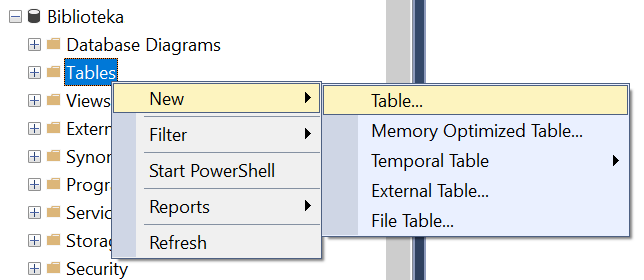 Biblioteka
Database Diagrams
Tables
New
Table...
Views
Memory Optimized Table...
Extern
Filter
Temporal Table
Synor
Start PowerShell
Progr
External Table...
Servic
Reports
File Table...
Storag
Refresh
Security